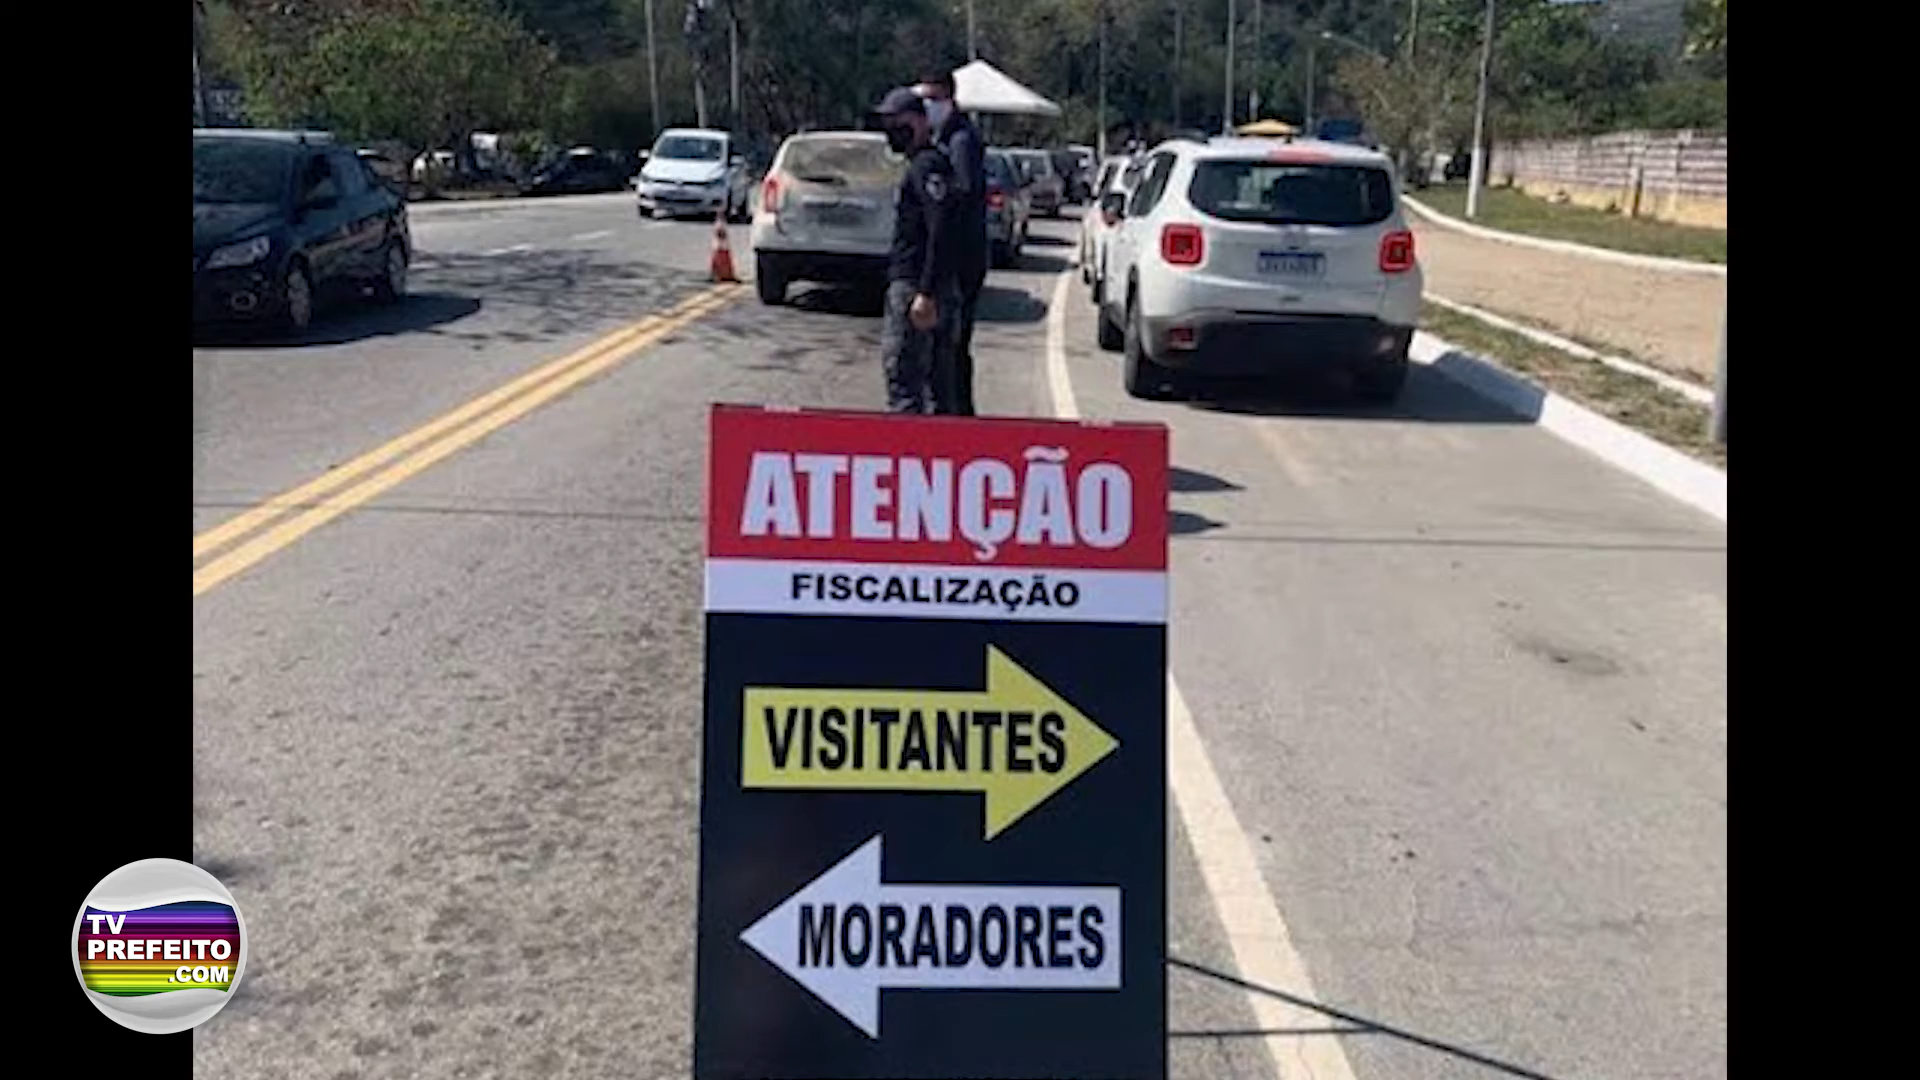 ATENÇÃO
FISCALIZAÇÃO
VISITANTES
MORADORES
TV
PREFEITO
.COM